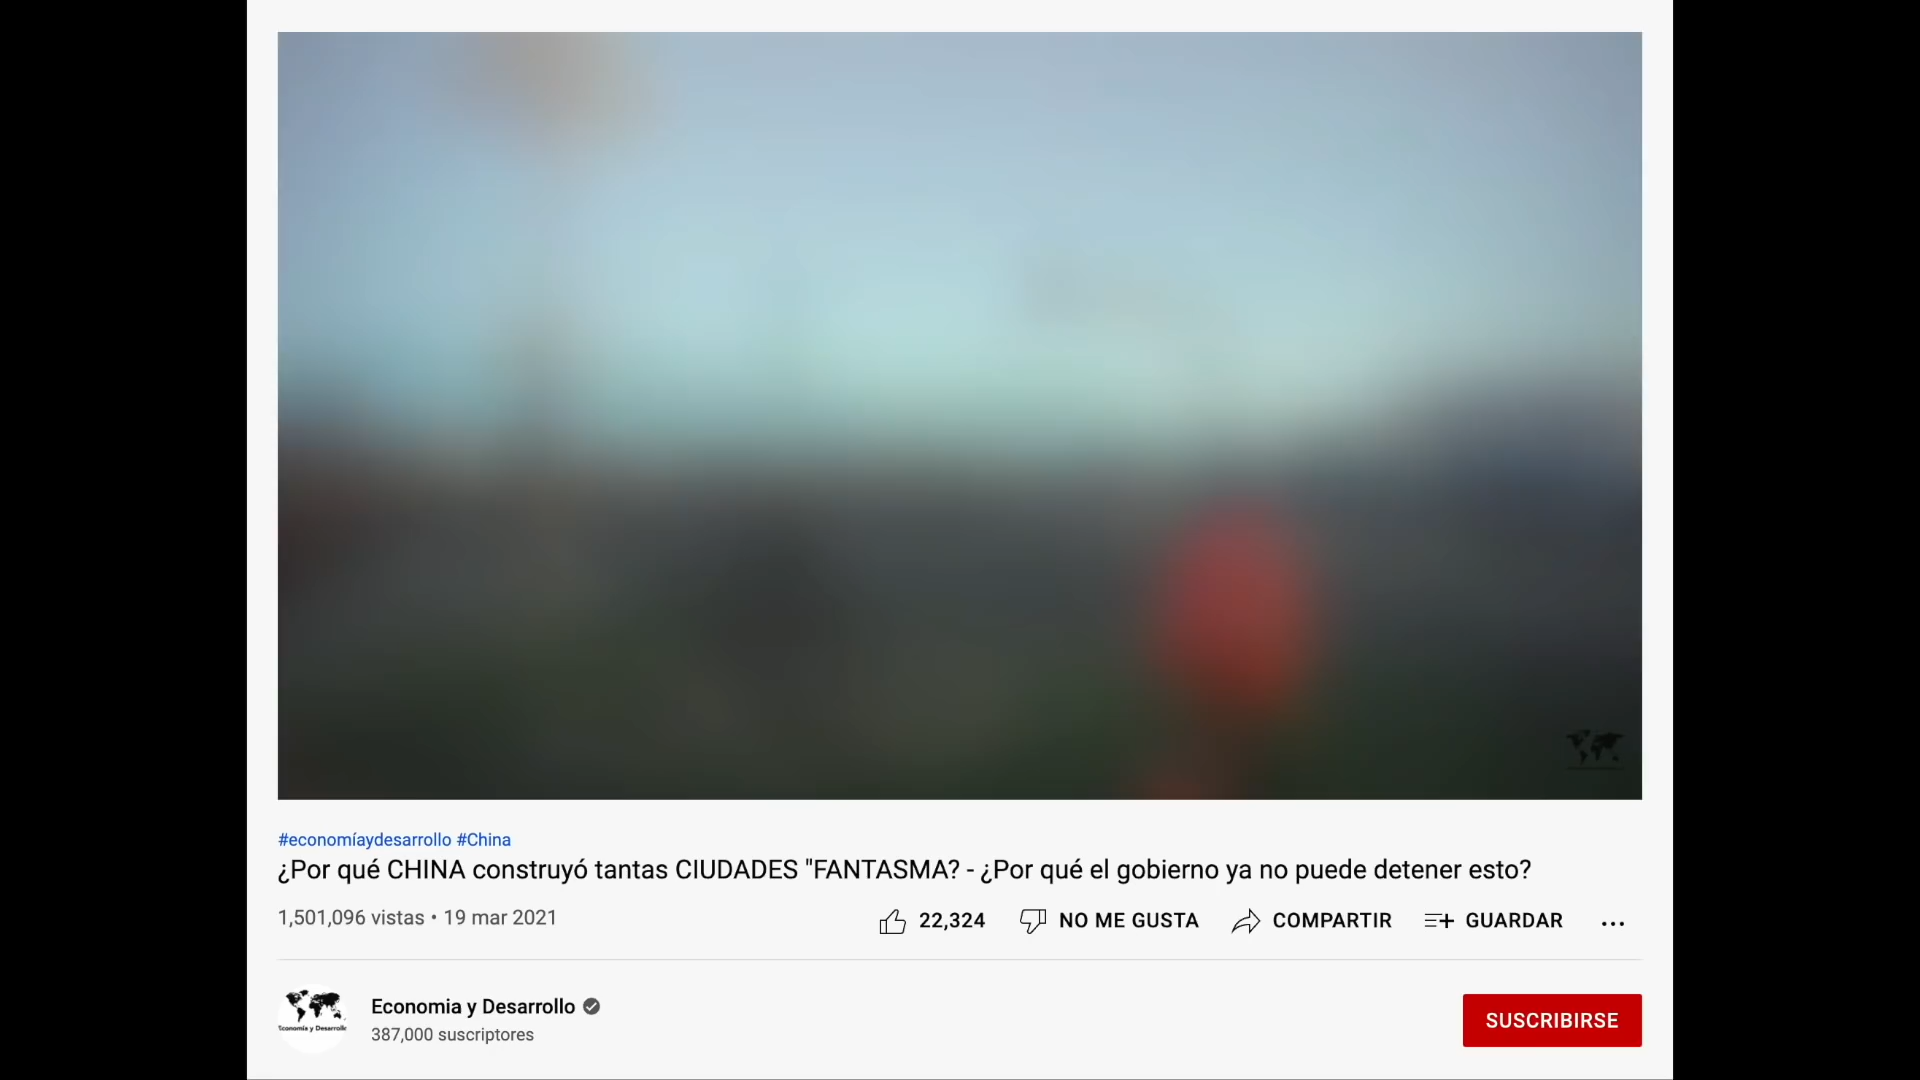 #economíaydesarrollo #China
¿Por qué CHINA construyó tantas CIUDADES "FANTASMA? - ¿Por qué el gobierno ya no puede detener esto?
1,501,096 vistas • 19 mar 2021
22,324 NO ME GUSTA COMPARTIR GUARDAR ...
Economia y Desarrollo
Economia y Desarrollo
387,000 suscriptores
SUSCRIBIRSE